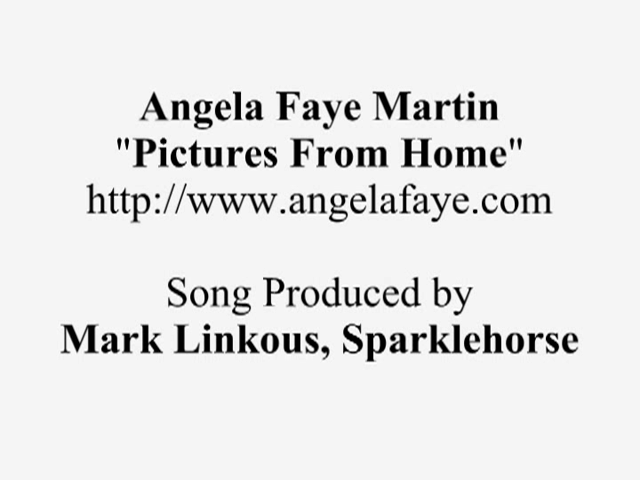 Angela Faye Martin
"Pictures From Home"
http://www.angelafaye.com
Song Produced by
Mark Linkous, Sparklehorse